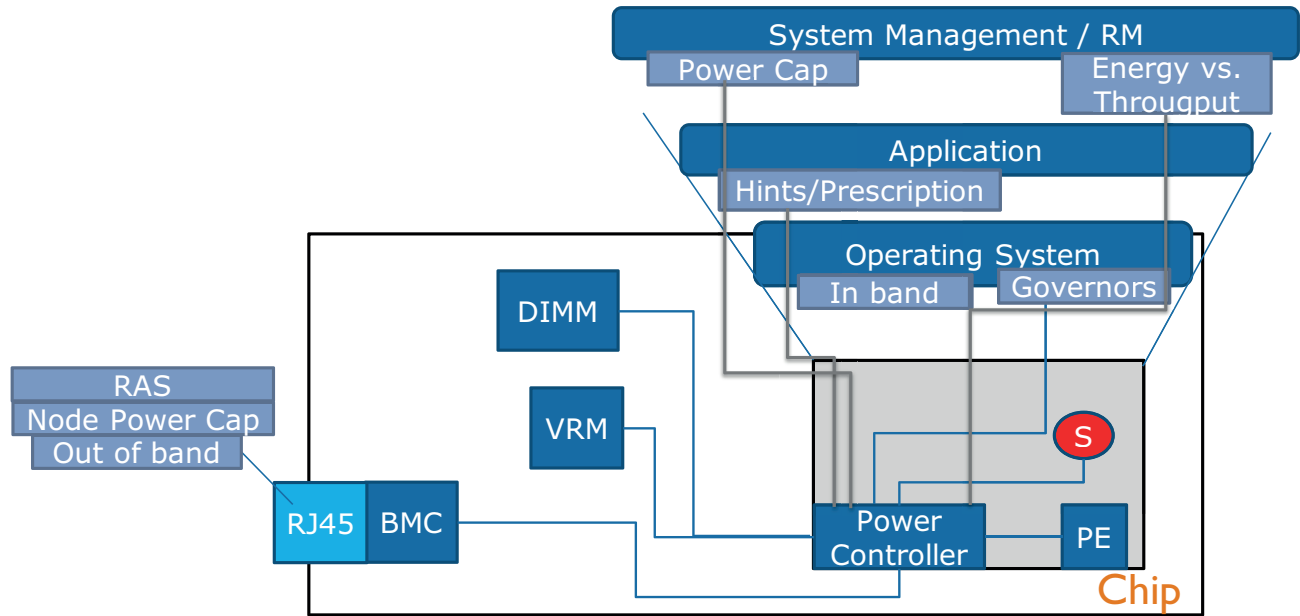 System Management / RM
Power Cap
Energy vs.
Througput
Application
Hints/Prescription
Operating System
In band
Governors
DIMM
RAS
Node Power Cap
Out of band
VRM
S
RJ45
BMC
Power
Controller
PE
Chip